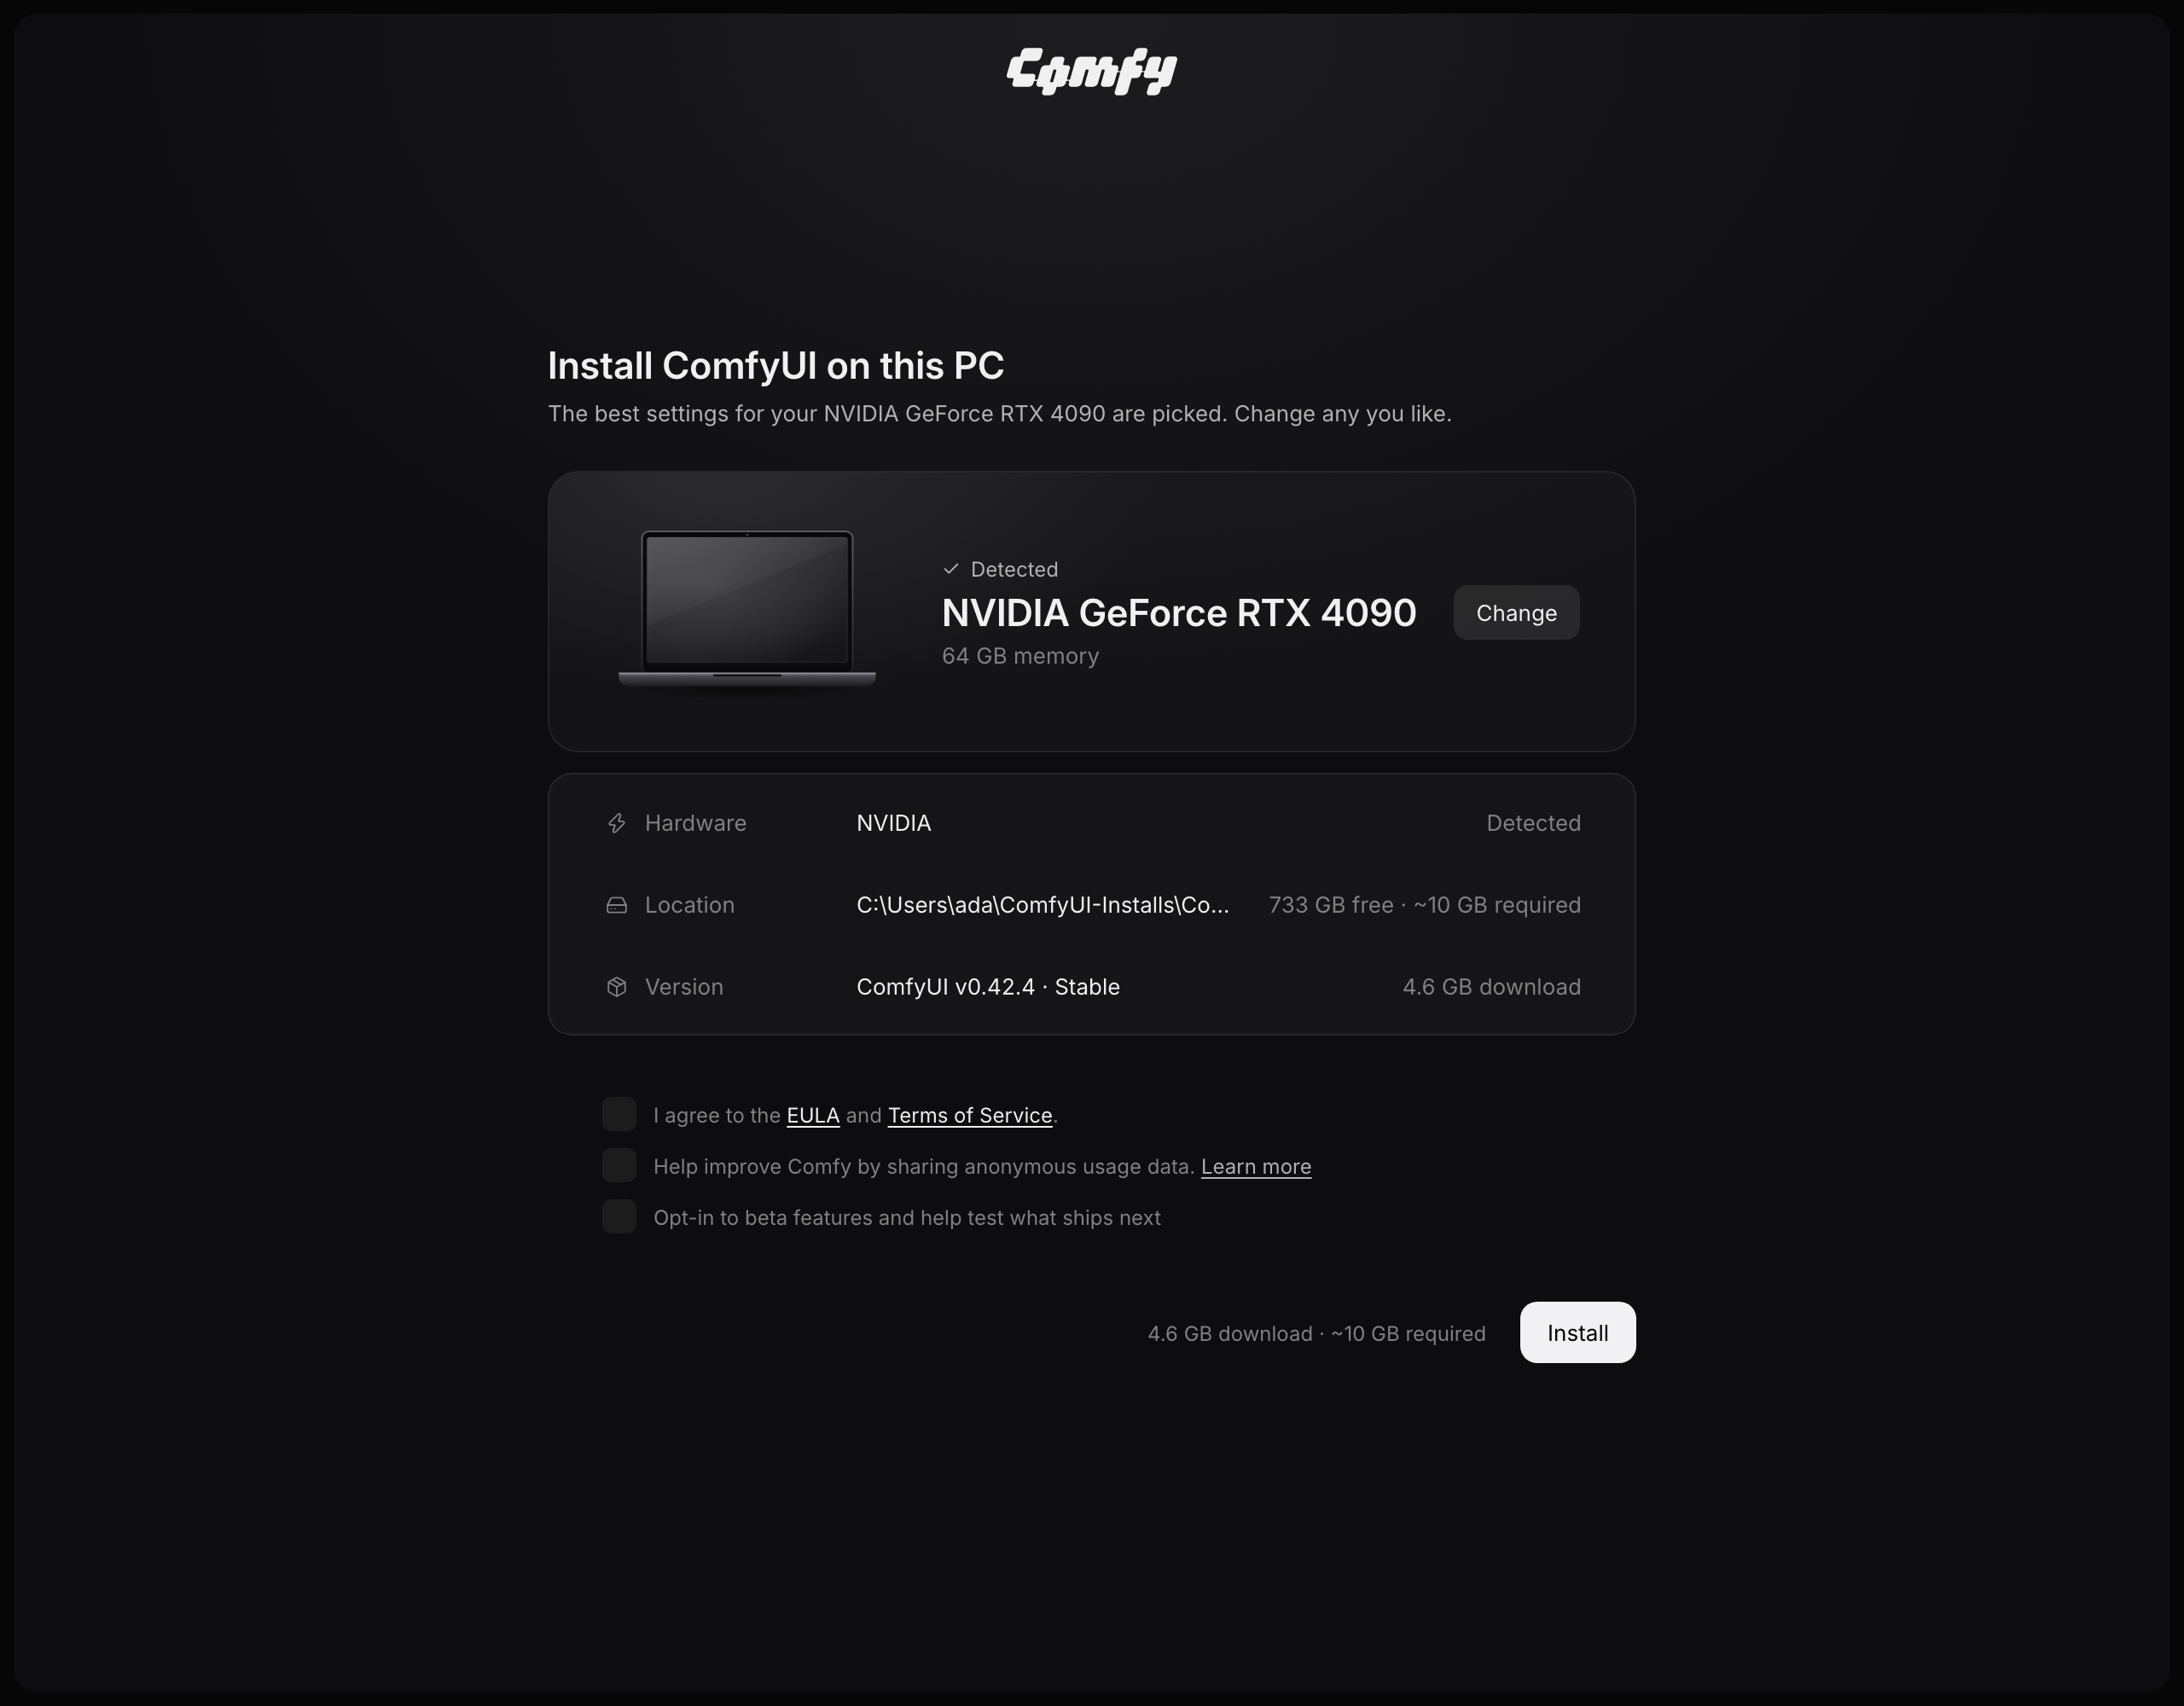 Comfy
Install ComfyUI on this PC
The best settings for your NVIDIA GeForce RTX 4090 are picked. Change any you like.
Detected
NVIDIA GeForce RTX 4090
Change
64 GB memory
Hardware NVIDIA Detected
Location C:\Users\ada\ComfyUI-Installs\Co... 733 GB free · ~10 GB required
Version ComfyUI v0.42.4 · Stable 4.6 GB download
I agree to the EULA and Terms of Service.
Help improve Comfy by sharing anonymous usage data. Learn more
Opt-in to beta features and help test what ships next
4.6 GB download · ~10 GB required Install